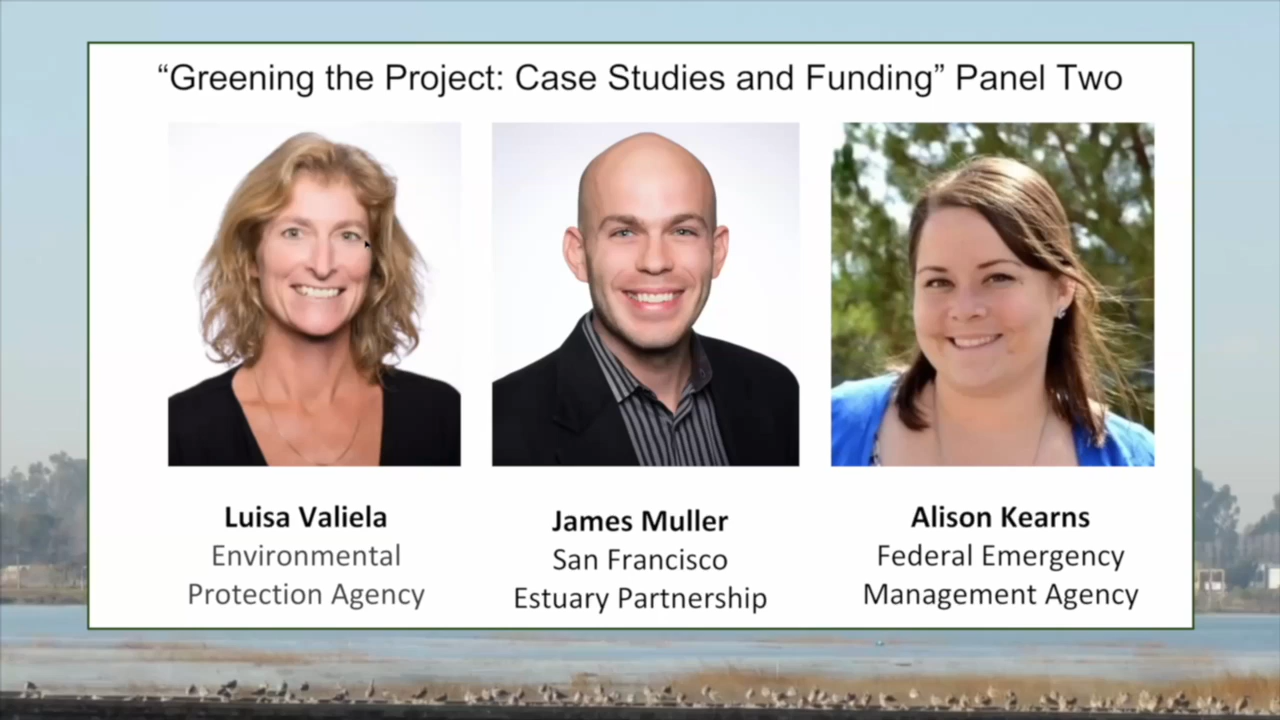 “Greening the Project: Case Studies and Funding” Panel Two
Luisa Valiela
Environmental
Protection Agency
James Muller
San Francisco
Estuary Partnership
Alison Kearns
Federal Emergency
Management Agency